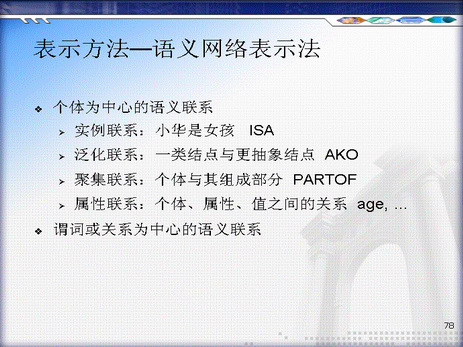 表示方法—语义网络表示法
个体为中心的语义联系
实例联系：小华是女孩 ISA
泛化联系：一类结点与更抽象结点 AKO
聚集联系：个体与其组成部分 PARTOF
属性联系：个体、属性、值之间的关系 age, ...
谓词或关系为中心的语义联系
78